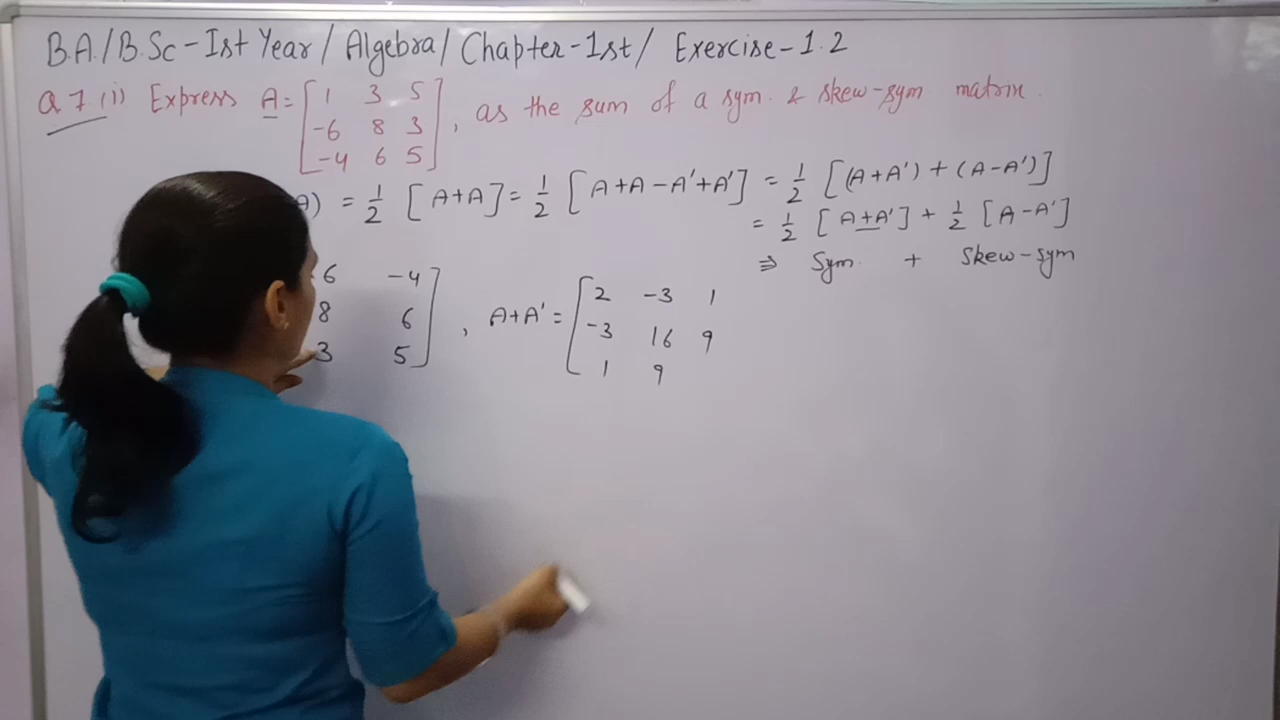 B.A./B.Sc-Ist Year/Algebra/Chapter-1st/ Exercise-1.2
Q 7.(i) Express A = [1 3 5, as the sum of a sym. & skew-sym matrix.
-6 8 3
-4 6 5]
A) = 1/2 [A+A] = 1/2 [A+A-A'+A'] = 1/2 [(A+A') + (A-A')]
= 1/2 [A+A'] + 1/2 [A-A']
⇒ Sym. + Skew-sym
6 -4
8 6
3 5] , A+A' = [2 -3 1
-3 16 9
1 9